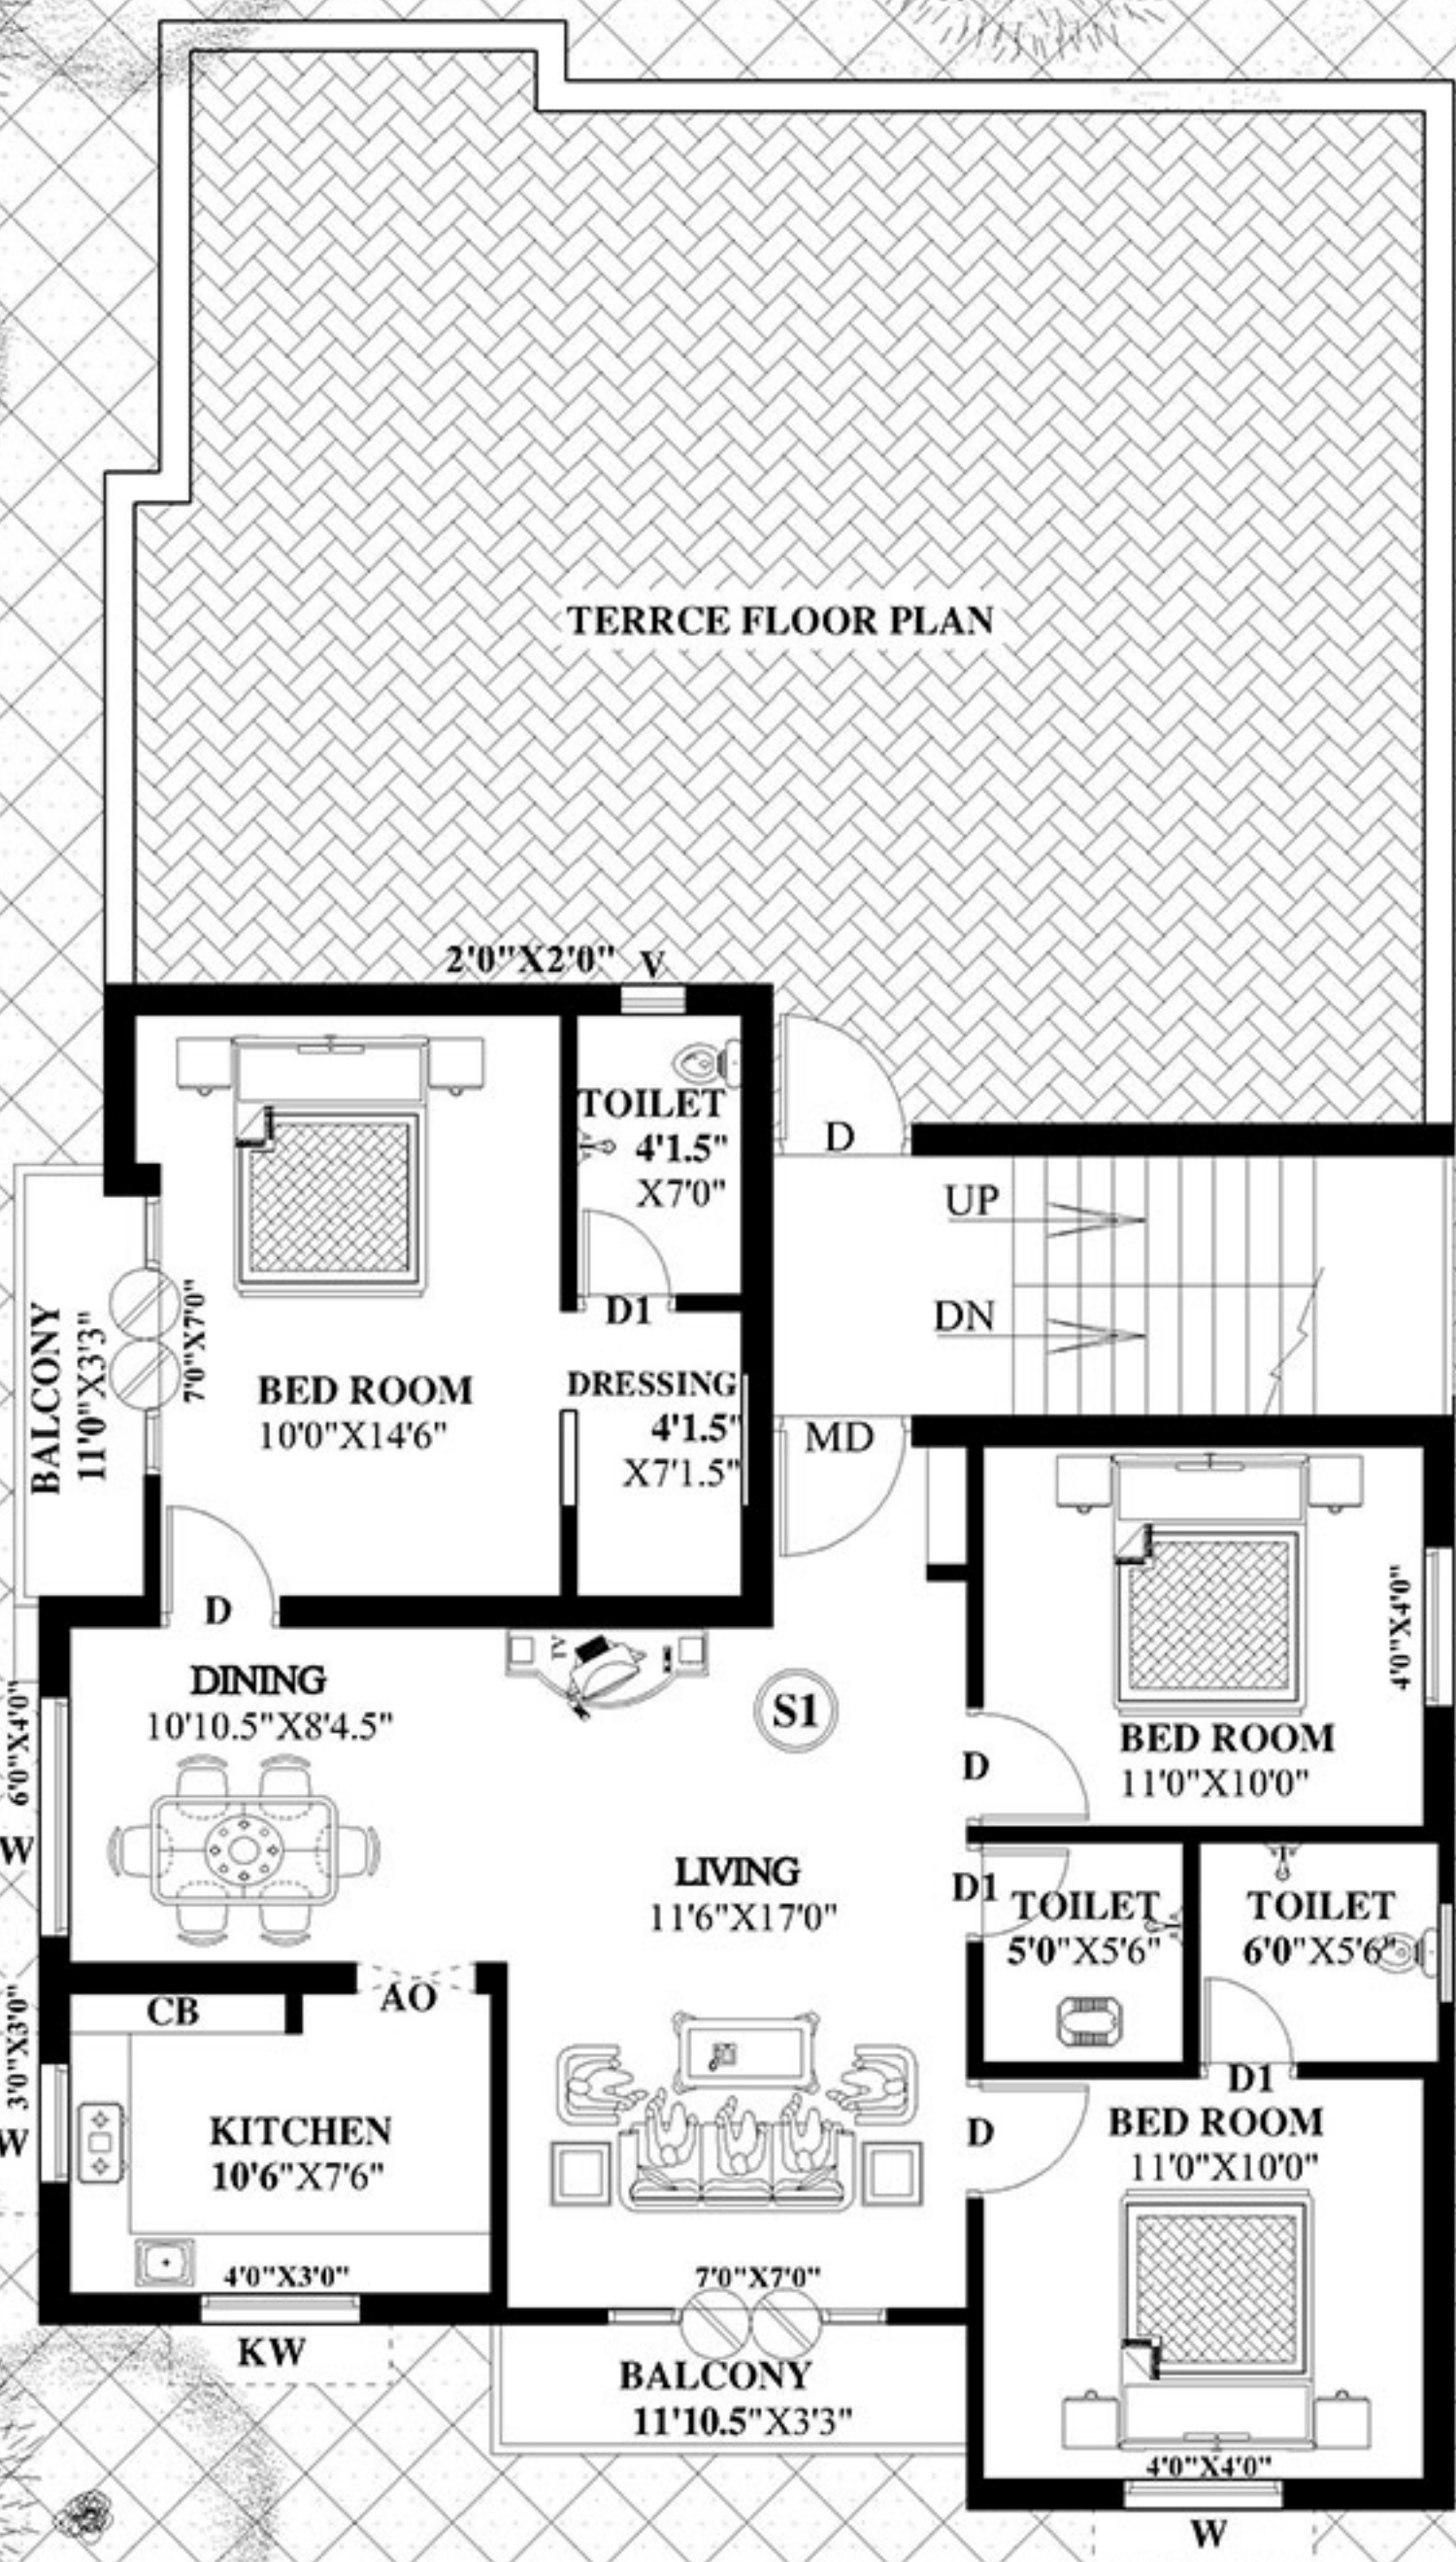 TERRCE FLOOR PLAN
2'0"X2'0" V
TOILET
4'1.5"
X7'0"
D
UP
DN
D1
BALCONY
11'0"X3'3"
7'0"X7'0"
BED ROOM
10'0"X14'6"
DRESSING
4'1.5"
X7'1.5"
MD
D
4'0"X4'0"
DINING
10'10.5"X8'4.5"
TV
S1
BED ROOM
11'0"X10'0"
D
6'0"X4'0"
W
LIVING
11'6"X17'0"
D1
TOILET
5'0"X5'6"
TOILET
6'0"X5'6"
AO
CB
3'0"X3'0"
W
KITCHEN
10'6"X7'6"
D1
D
BED ROOM
11'0"X10'0"
4'0"X3'0"
KW
7'0"X7'0"
BALCONY
11'10.5"X3'3"
4'0"X4'0"
W